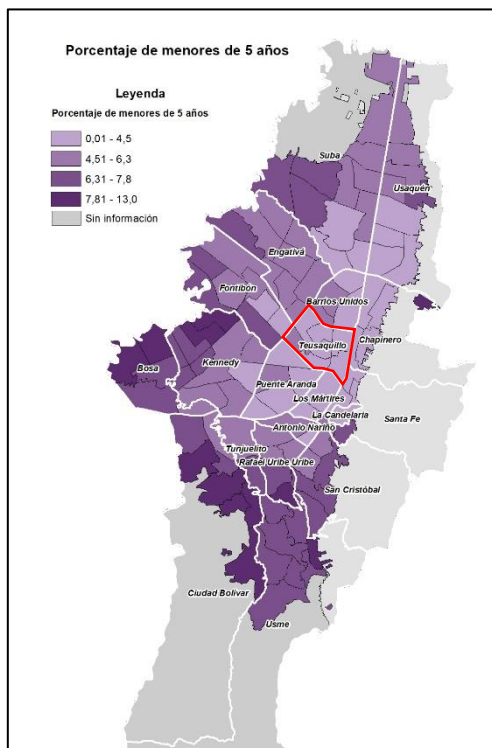 Porcentaje de menores de 5 años
Leyenda
Porcentaje de menores de 5 años
0,01 - 4,5
4,51 - 6,3
6,31 - 7,8
7,81 - 13,0
Sin información
Suba
Usaquén
Engativá
Fontibón
Barrios Unidos
Teusaquillo
Chapinero
Bosa
Kennedy
Puente Aranda
Los Mártires
La Candelaria
Santa Fe
Antonio Nariño
Tunjuelito
Rafael Uribe Uribe
San Cristóbal
Ciudad Bolívar
Usme